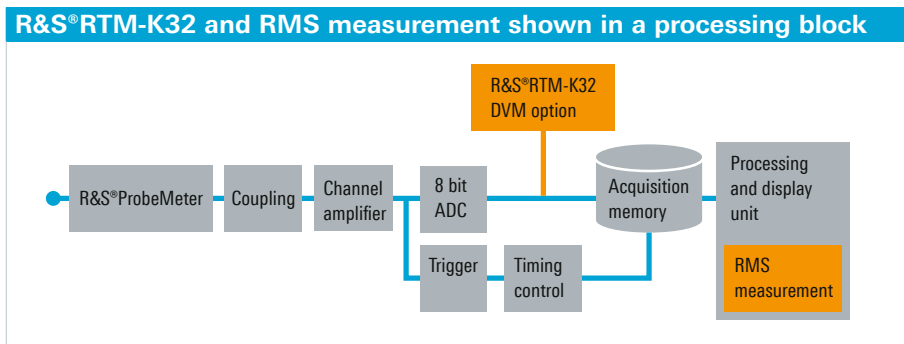 R&S®RTM-K32 and RMS measurement shown in a processing block
R&S®RTM-K32
DVM option
R&S®ProbeMeter
Coupling
Channel
amplifier
8 bit
ADC
Acquisition
memory
Processing
and display
unit
Trigger
Timing
control
RMS
measurement